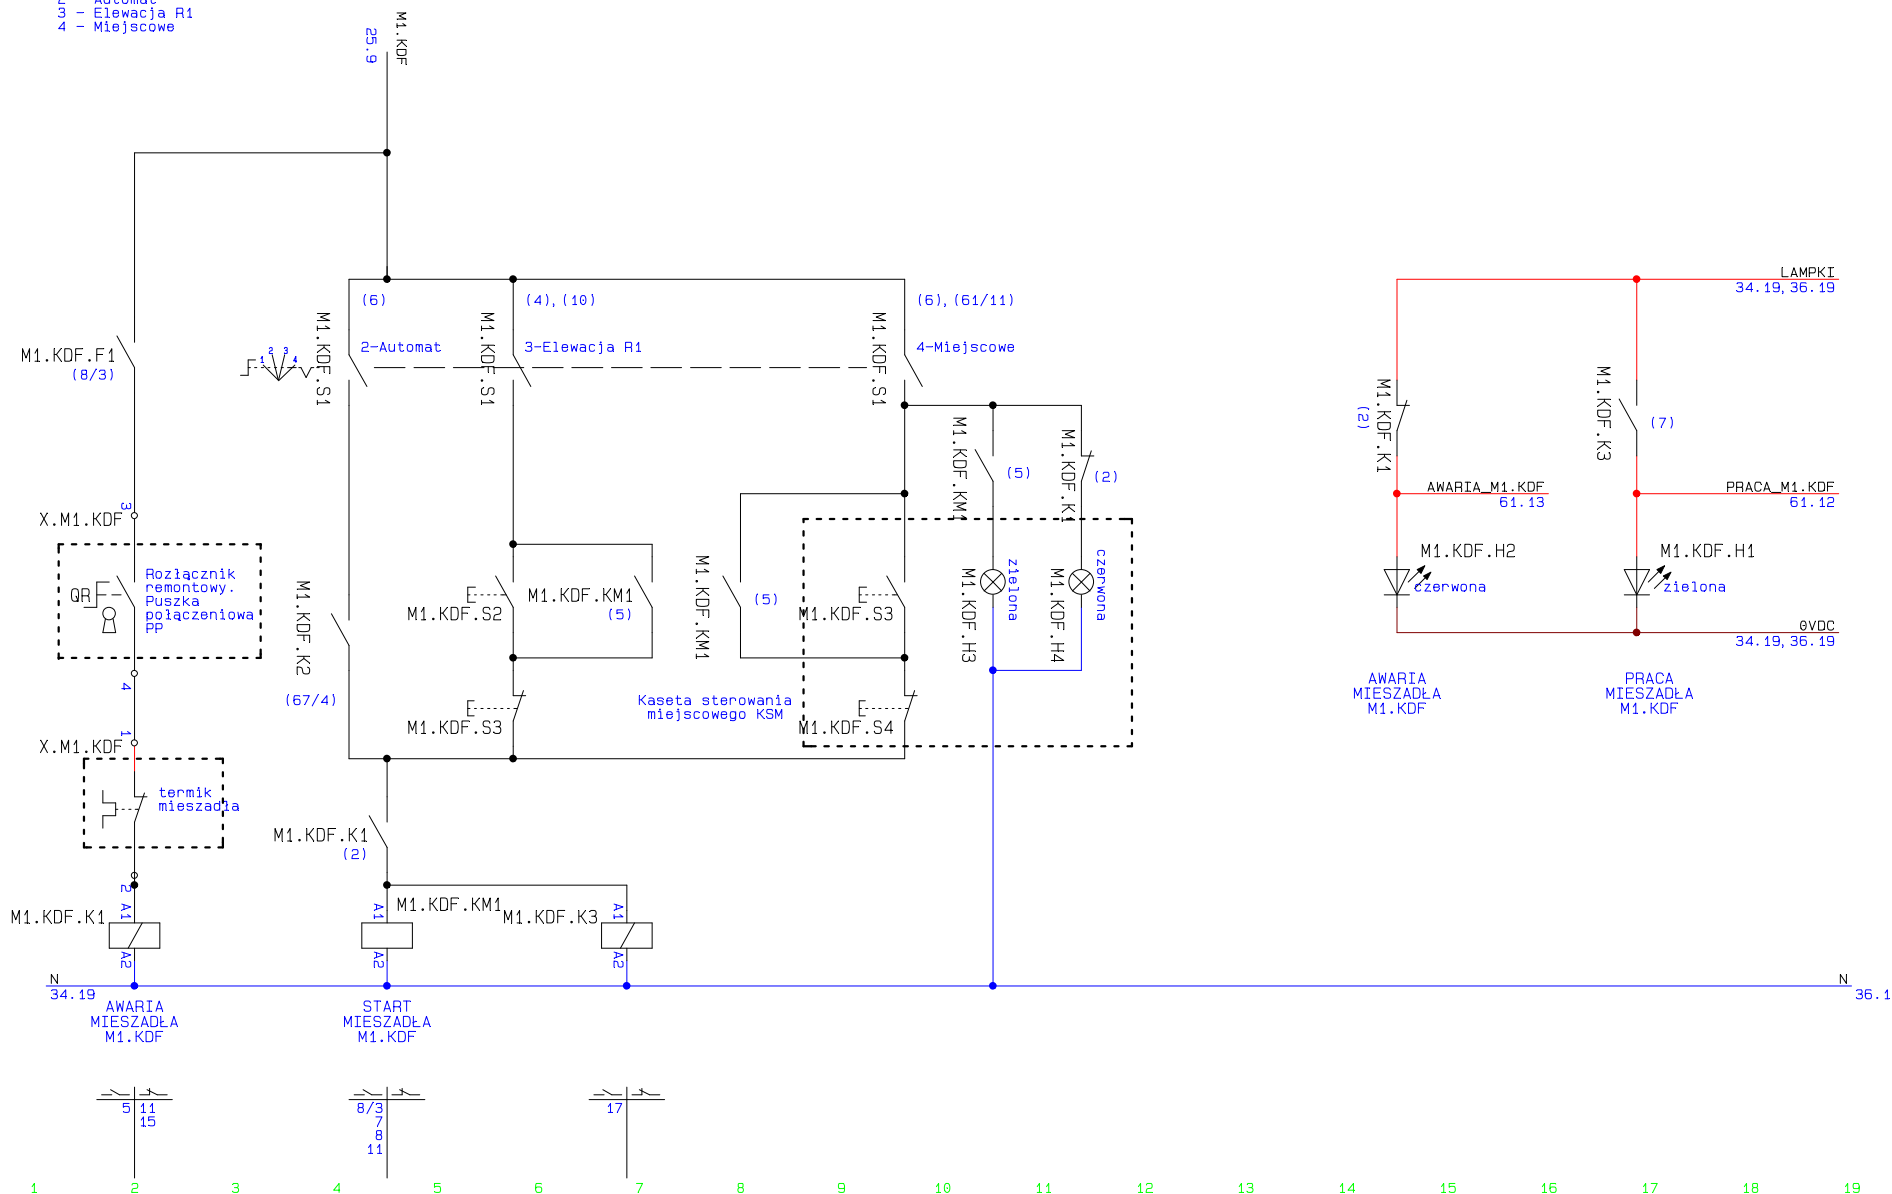 3 - Elewacja R1
4 - Miejscowe
M1.KDF
25.9
LAMPKI
34.19,36.19
(6)
(4),(10)
(6),(61/11)
M1.KDF.S1
2-Automat
M1.KDF.S1
3-Elewacja R1
M1.KDF.S1
4-Miejscowe
M1.KDF.F1
(8/3)
1 2 3 4
M1.KDF.KM1
(5)
M1.KDF.K1
(2)
M1.KDF.K1
(2)
M1.KDF.K3
(7)
AWARIA_M1.KDF
61.13
PRACA_M1.KDF
61.12
3
X.M1.KDF
QR
Rozłącznik
remontowy.
Puszka
połączeniowa
PP
M1.KDF.K2
(67/4)
M1.KDF.S2
M1.KDF.KM1
(5)
M1.KDF.KM1
(5)
M1.KDF.S3
M1.KDF.H3
zielona
M1.KDF.H4
czerwona
M1.KDF.H2
czerwona
M1.KDF.H1
zielona
0VDC
34.19,36.19
4
M1.KDF.S3
Kaseta sterowania
miejscowego KSM
M1.KDF.S4
AWARIA
MIESZADŁA
M1.KDF
PRACA
MIESZADŁA
M1.KDF
1
X.M1.KDF
termik
mieszadła
M1.KDF.K1
(2)
2
M1.KDF.K1
A1
A2
M1.KDF.KM1
A1
A2
M1.KDF.K3
A1
A2
N
34.19
N
36.1
AWARIA
MIESZADŁA
M1.KDF
START
MIESZADŁA
M1.KDF
5 11
15
8/3
7
8
11
17
1 2 3 4 5 6 7 8 9 10 11 12 13 14 15 16 17 18 19